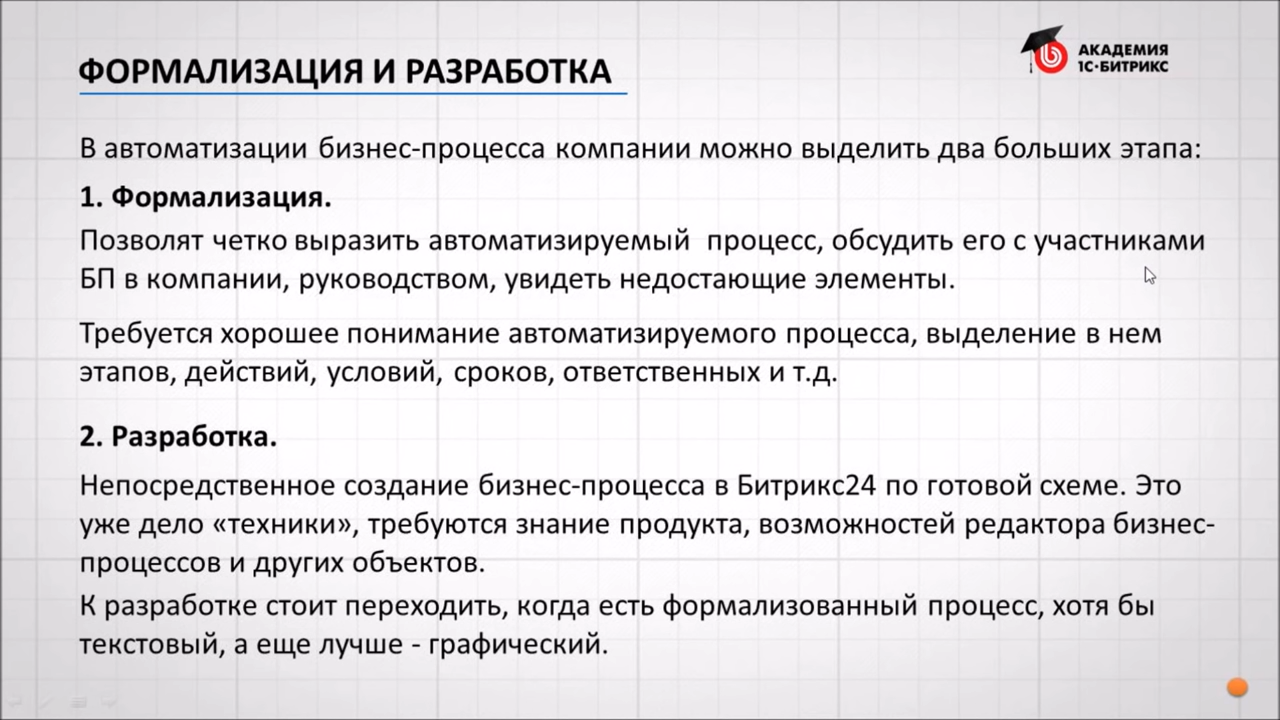 ФОРМАЛИЗАЦИЯ И РАЗРАБОТКА
АКАДЕМИЯ
1С•БИТРИКС
В автоматизации бизнес-процесса компании можно выделить два больших этапа:
1. Формализация.
Позволят четко выразить автоматизируемый  процесс, обсудить его с участниками
БП в компании, руководством, увидеть недостающие элементы.
Требуется хорошее понимание автоматизируемого процесса, выделение в нем
этапов, действий, условий, сроков, ответственных и т.д.
2. Разработка.
Непосредственное создание бизнес-процесса в Битрикс24 по готовой схеме. Это
уже дело «техники», требуются знание продукта, возможностей редактора бизнес-
процессов и других объектов.
К разработке стоит переходить, когда есть формализованный процесс, хотя бы
текстовый, а еще лучше - графический.